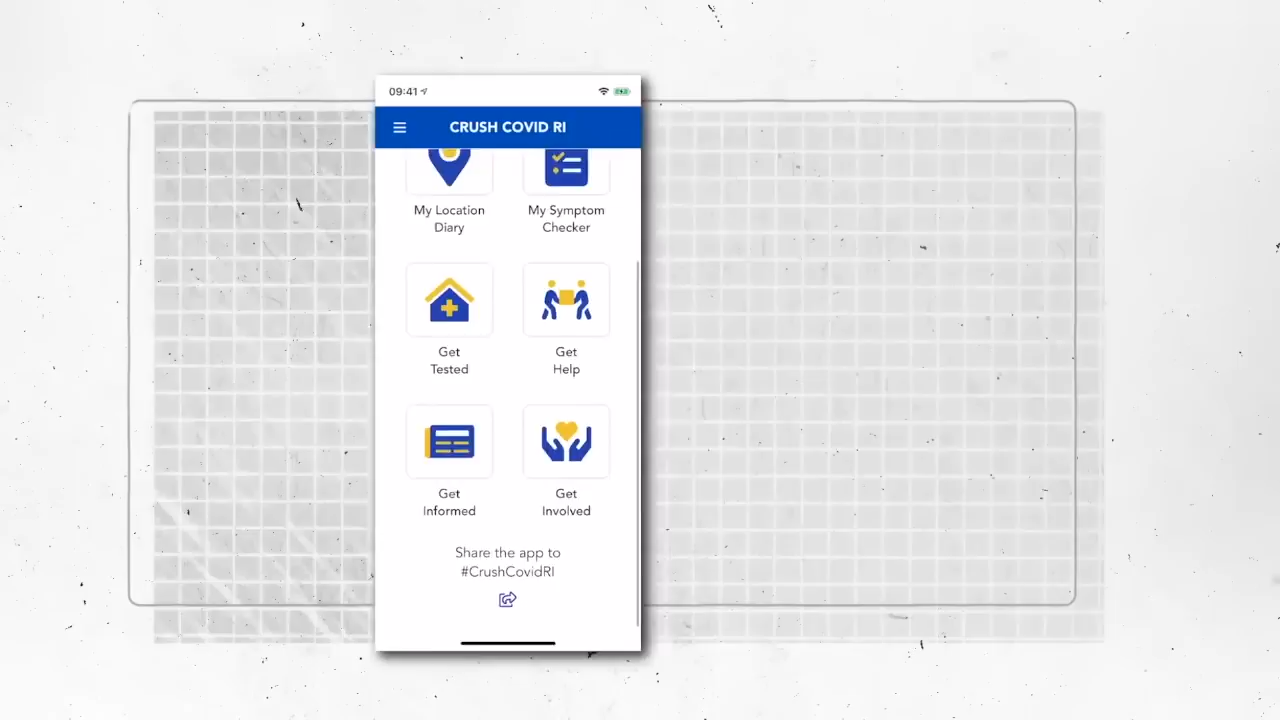 09:41
CRUSH COVID RI
My Location
Diary
My Symptom
Checker
Get
Tested
Get
Help
Get
Informed
Get
Involved
Share the app to
#CrushCovidRI